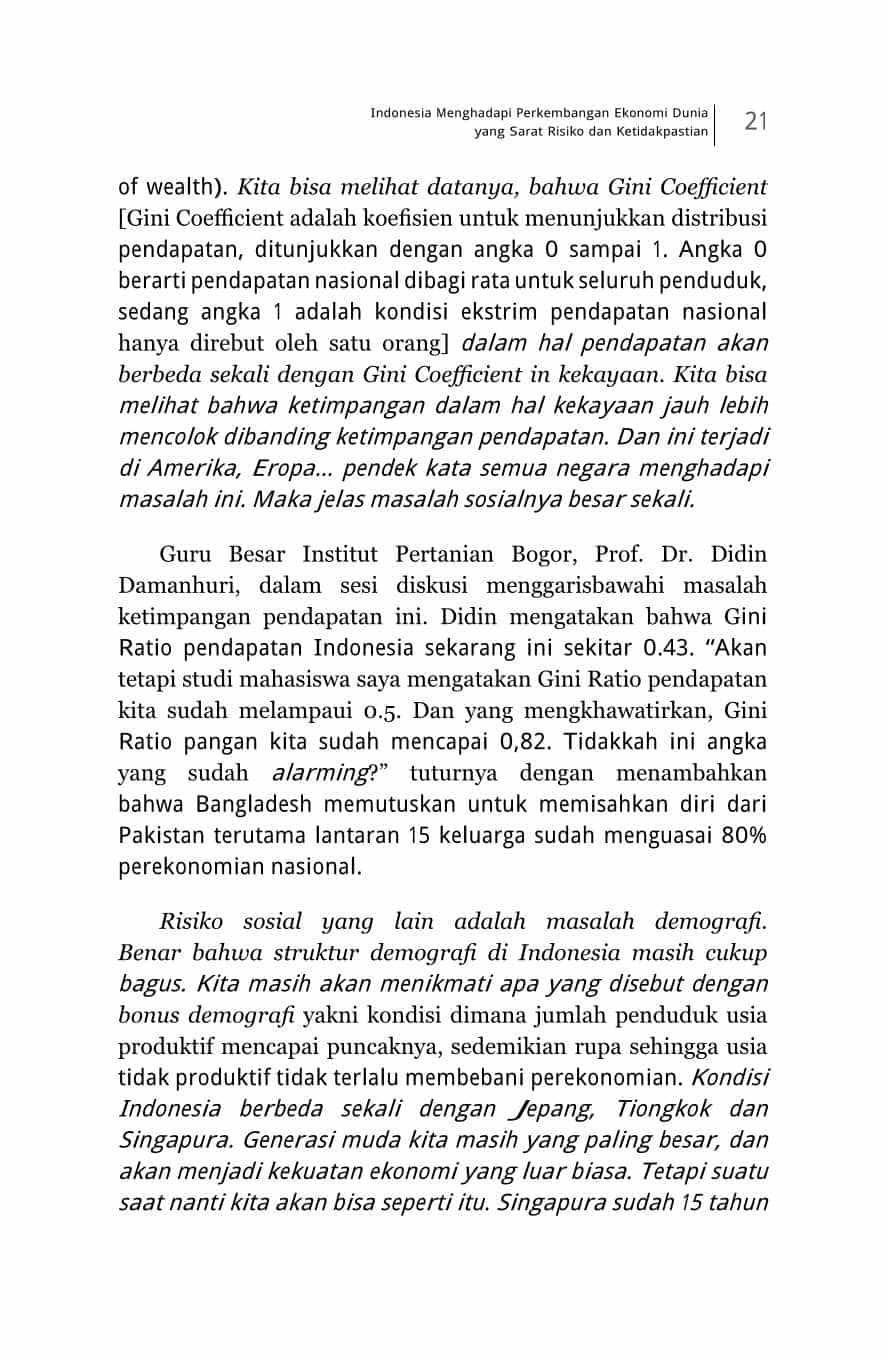 Indonesia Menghadapi Perkembangan Ekonomi Dunia
yang Sarat Risiko dan Ketidakpastian
21
of wealth). Kita bisa melihat datanya, bahwa Gini Coefficient
[Gini Coefficient adalah koefisien untuk menunjukkan distribusi
pendapatan, ditunjukkan dengan angka 0 sampai 1. Angka 0
berarti pendapatan nasional dibagi rata untuk seluruh penduduk,
sedang angka 1 adalah kondisi ekstrim pendapatan nasional
hanya direbut oleh satu orang] dalam hal pendapatan akan
berbeda sekali dengan Gini Coefficient in kekayaan. Kita bisa
melihat bahwa ketimpangan dalam hal kekayaan jauh lebih
mencolok dibanding ketimpangan pendapatan. Dan ini terjadi
di Amerika, Eropa... pendek kata semua negara menghadapi
masalah ini. Maka jelas masalah sosialnya besar sekali.
Guru Besar Institut Pertanian Bogor, Prof. Dr. Didin
Damanhuri, dalam sesi diskusi menggarisbawahi masalah
ketimpangan pendapatan ini. Didin mengatakan bahwa Gini
Ratio pendapatan Indonesia sekarang ini sekitar 0.43. “Akan
tetapi studi mahasiswa saya mengatakan Gini Ratio pendapatan
kita sudah melampaui 0.5. Dan yang mengkhawatirkan, Gini
Ratio pangan kita sudah mencapai 0,82. Tidakkah ini angka
yang sudah alarming?” tuturnya dengan menambahkan
bahwa Bangladesh memutuskan untuk memisahkan diri dari
Pakistan terutama lantaran 15 keluarga sudah menguasai 80%
perekonomian nasional.
Risiko sosial yang lain adalah masalah demografi.
Benar bahwa struktur demografi di Indonesia masih cukup
bagus. Kita masih akan menikmati apa yang disebut dengan
bonus demografi yakni kondisi dimana jumlah penduduk usia
produktif mencapai puncaknya, sedemikian rupa sehingga usia
tidak produktif tidak terlalu membebani perekonomian. Kondisi
Indonesia berbeda sekali dengan Jepang, Tiongkok dan
Singapura. Generasi muda kita masih yang paling besar, dan
akan menjadi kekuatan ekonomi yang luar biasa. Tetapi suatu
saat nanti kita akan bisa seperti itu. Singapura sudah 15 tahun